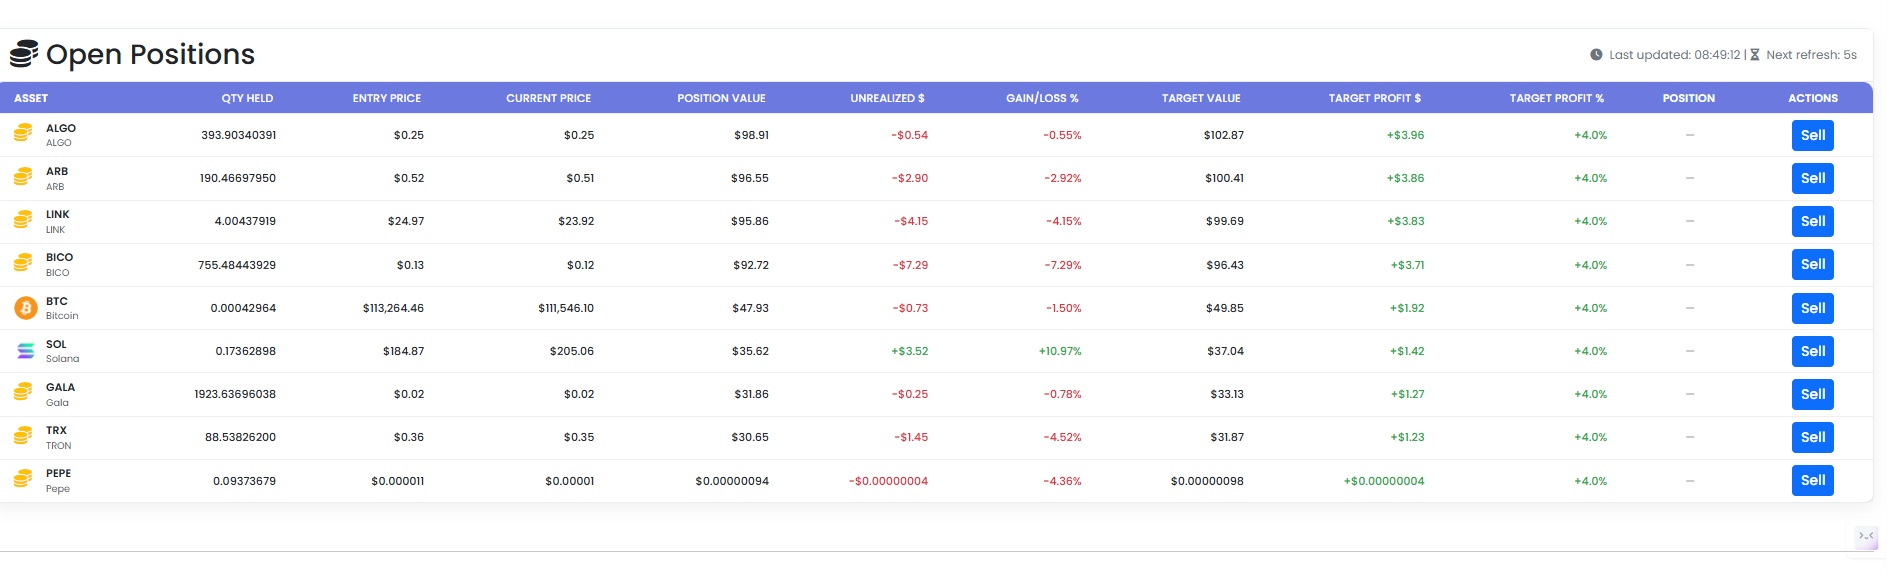 Open Positions
Last updated: 08:49:12 | Next refresh: 5s
ASSET QTY HELD ENTRY PRICE CURRENT PRICE POSITION VALUE UNREALIZED $ GAIN/LOSS % TARGET VALUE TARGET PROFIT $ TARGET PROFIT % POSITION ACTIONS
ALGO
ALGO
393.90340391 $0.25 $0.25 $98.91 -$0.54 -0.55% $102.87 +$3.96 +4.0% — Sell
ARB
ARB
190.46697950 $0.52 $0.51 $96.55 -$2.90 -2.92% $100.41 +$3.86 +4.0% — Sell
LINK
LINK
4.00437919 $24.97 $23.92 $95.86 -$4.15 -4.15% $99.69 +$3.83 +4.0% — Sell
BICO
BICO
755.48443929 $0.13 $0.12 $92.72 -$7.29 -7.29% $96.43 +$3.71 +4.0% — Sell
BTC
Bitcoin
0.00042964 $113,264.46 $111,546.10 $47.93 -$0.73 -1.50% $49.85 +$1.92 +4.0% — Sell
SOL
Solana
0.17362898 $184.87 $205.06 $35.62 +$3.52 +10.97% $37.04 +$1.42 +4.0% — Sell
GALA
Gala
1923.63696038 $0.02 $0.02 $31.86 -$0.25 -0.78% $33.13 +$1.27 +4.0% — Sell
TRX
TRON
88.53826200 $0.36 $0.35 $30.65 -$1.45 -4.52% $31.87 +$1.23 +4.0% — Sell
PEPE
Pepe
0.09373679 $0.000011 $0.00001 $0.00000094 -$0.00000004 -4.36% $0.00000098 +$0.00000004 +4.0% — Sell